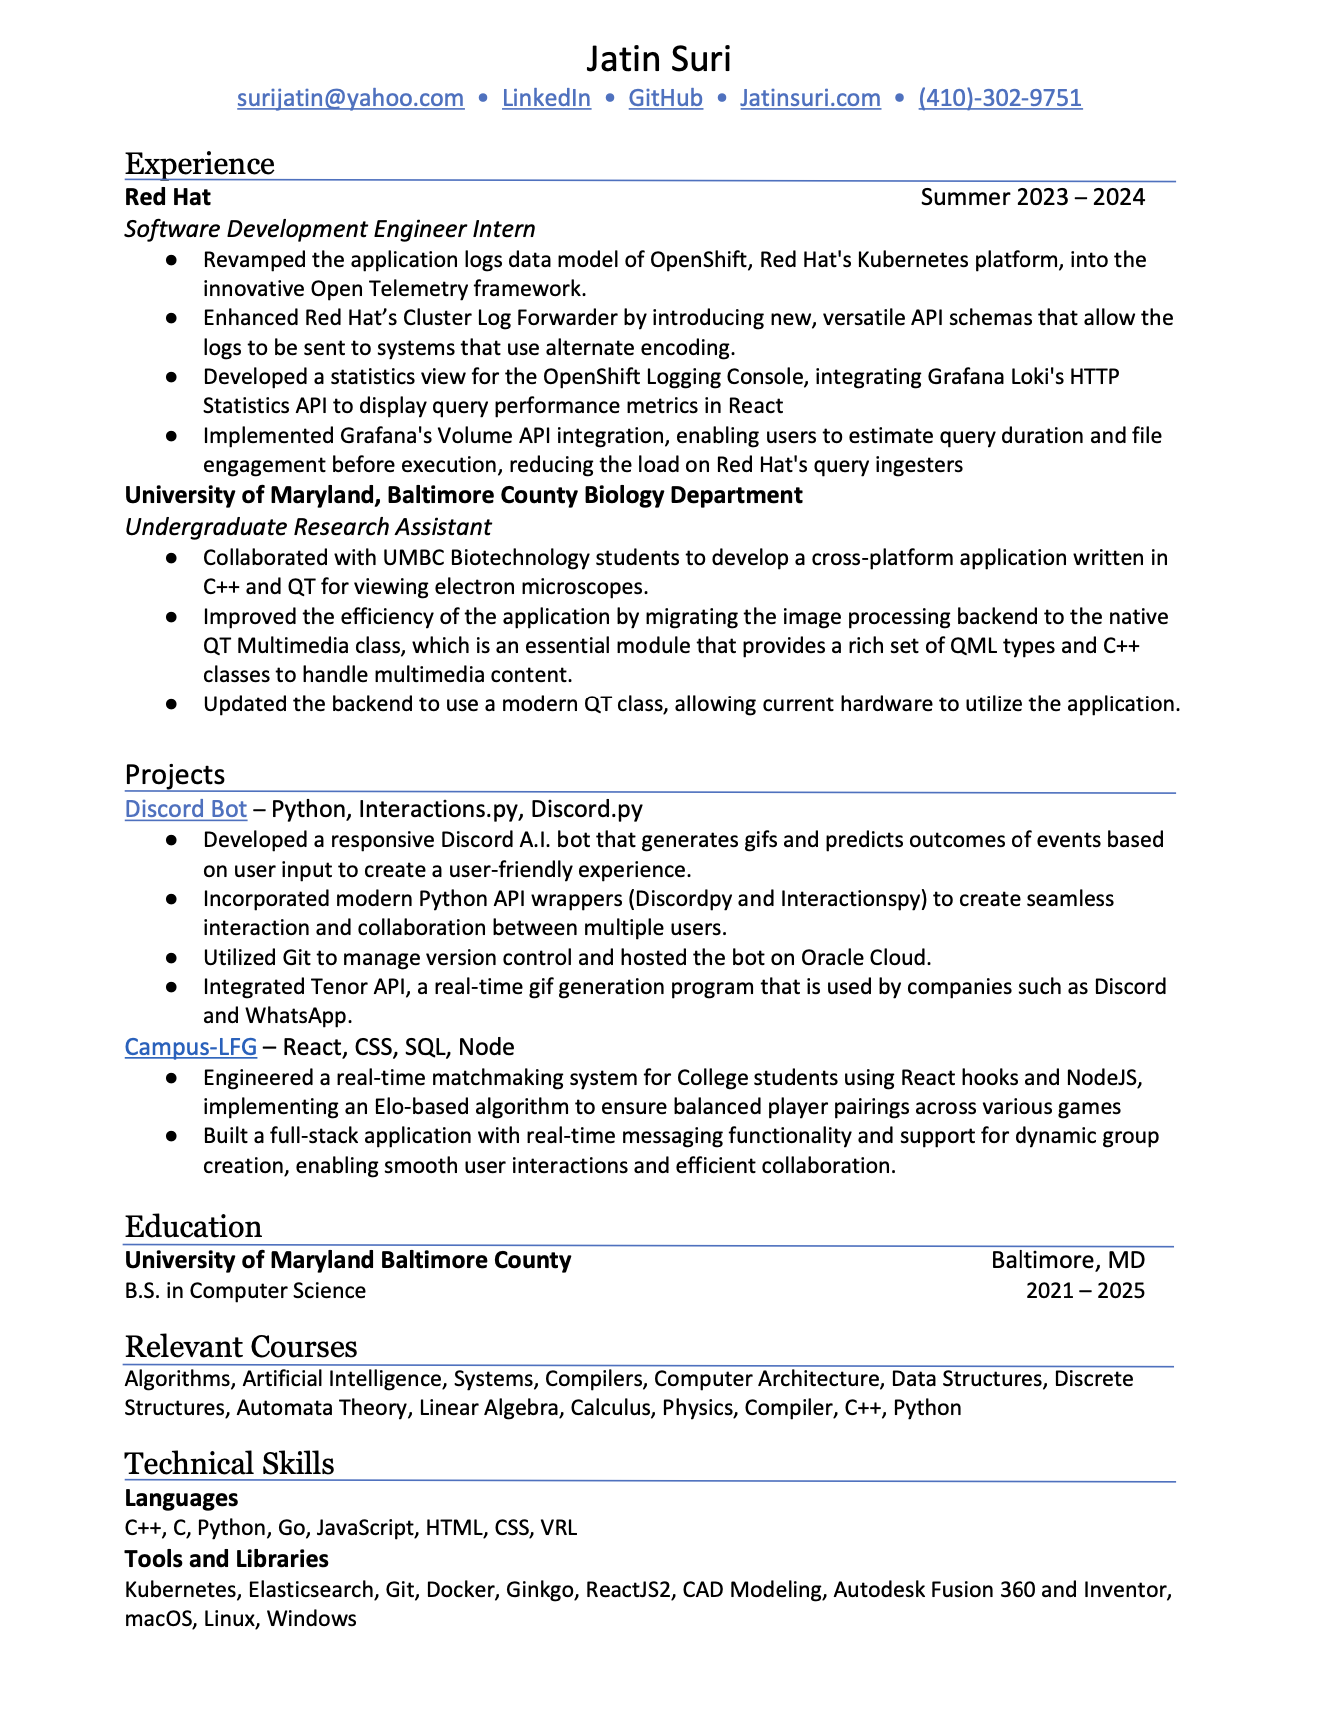 Jatin Suri
surijatin@yahoo.com • LinkedIn • GitHub • Jatinsuri.com • (410)-302-9751
Experience
Red Hat Summer 2023 – 2024
Software Development Engineer Intern
● Revamped the application logs data model of OpenShift, Red Hat's Kubernetes platform, into the
innovative Open Telemetry framework.
● Enhanced Red Hat’s Cluster Log Forwarder by introducing new, versatile API schemas that allow the
logs to be sent to systems that use alternate encoding.
● Developed a statistics view for the OpenShift Logging Console, integrating Grafana Loki's HTTP
Statistics API to display query performance metrics in React
● Implemented Grafana's Volume API integration, enabling users to estimate query duration and file
engagement before execution, reducing the load on Red Hat's query ingesters
University of Maryland, Baltimore County Biology Department
Undergraduate Research Assistant
● Collaborated with UMBC Biotechnology students to develop a cross-platform application written in
C++ and QT for viewing electron microscopes.
● Improved the efficiency of the application by migrating the image processing backend to the native
QT Multimedia class, which is an essential module that provides a rich set of QML types and C++
classes to handle multimedia content.
● Updated the backend to use a modern QT class, allowing current hardware to utilize the application.
Projects
Discord Bot – Python, Interactions.py, Discord.py
● Developed a responsive Discord A.I. bot that generates gifs and predicts outcomes of events based
on user input to create a user-friendly experience.
● Incorporated modern Python API wrappers (Discordpy and Interactionspy) to create seamless
interaction and collaboration between multiple users.
● Utilized Git to manage version control and hosted the bot on Oracle Cloud.
● Integrated Tenor API, a real-time gif generation program that is used by companies such as Discord
and WhatsApp.
Campus-LFG – React, CSS, SQL, Node
● Engineered a real-time matchmaking system for College students using React hooks and NodeJS,
implementing an Elo-based algorithm to ensure balanced player pairings across various games
● Built a full-stack application with real-time messaging functionality and support for dynamic group
creation, enabling smooth user interactions and efficient collaboration.
Education
University of Maryland Baltimore County Baltimore, MD
B.S. in Computer Science 2021 – 2025
Relevant Courses
Algorithms, Artificial Intelligence, Systems, Compilers, Computer Architecture, Data Structures, Discrete
Structures, Automata Theory, Linear Algebra, Calculus, Physics, Compiler, C++, Python
Technical Skills
Languages
C++, C, Python, Go, JavaScript, HTML, CSS, VRL
Tools and Libraries
Kubernetes, Elasticsearch, Git, Docker, Ginkgo, ReactJS2, CAD Modeling, Autodesk Fusion 360 and Inventor,
macOS, Linux, Windows